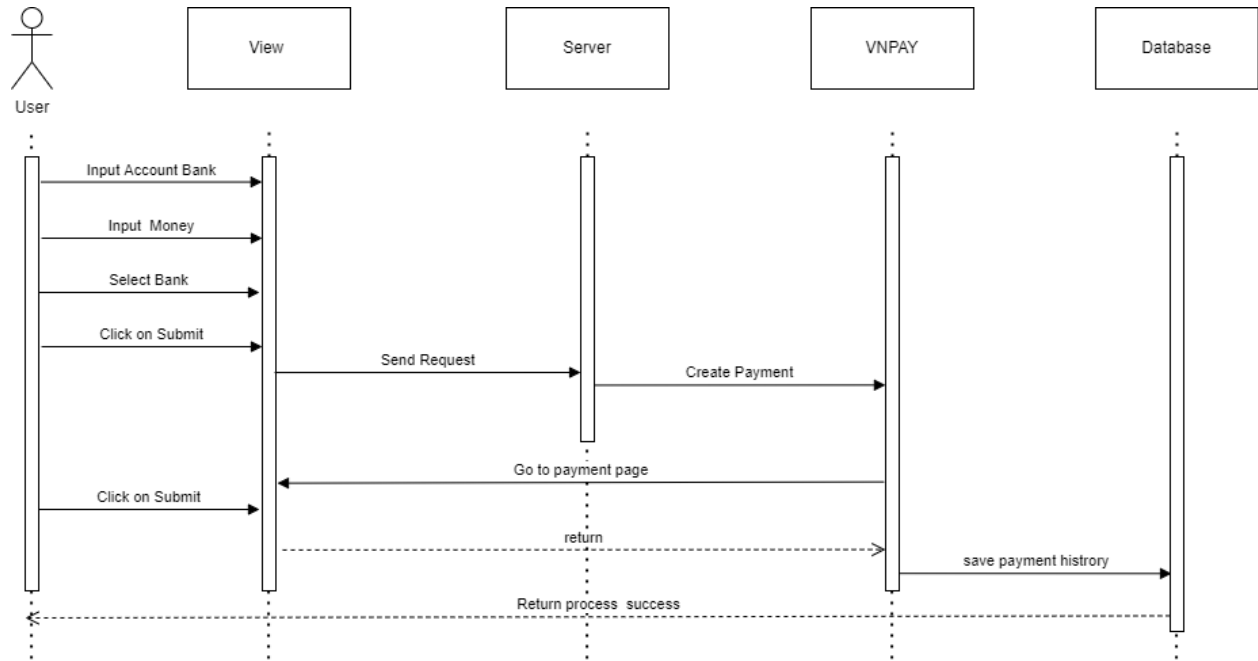 View
Server
VNPAY
Database
User
Input Account Bank
Input Money
Select Bank
Click on Submit
Send Request
Create Payment
Go to payment page
Click on Submit
return
save payment histrory
Return process success